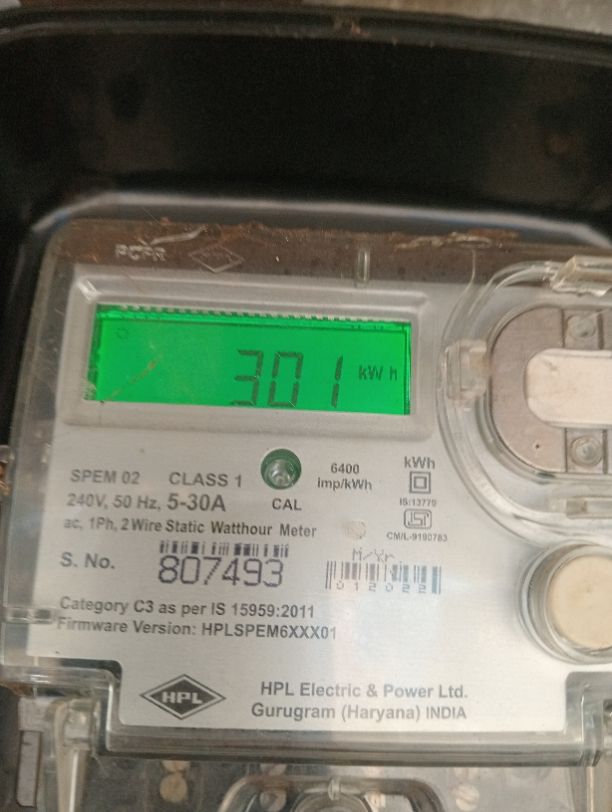 PCPR
HPL
301 kWh
SPEM 02 CLASS 1
6400
imp/kWh
kWh
240V, 50 Hz, 5-30A
CAL
IS:13779
ISI
ac, 1Ph, 2 Wire Static Watthour Meter
CM/L-9190783
S. No. 807493
M/Yr
012022
Category C3 as per IS 15959:2011
Firmware Version: HPLSPEM6XXX01
HPL
HPL Electric & Power Ltd.
Gurugram (Haryana) INDIA